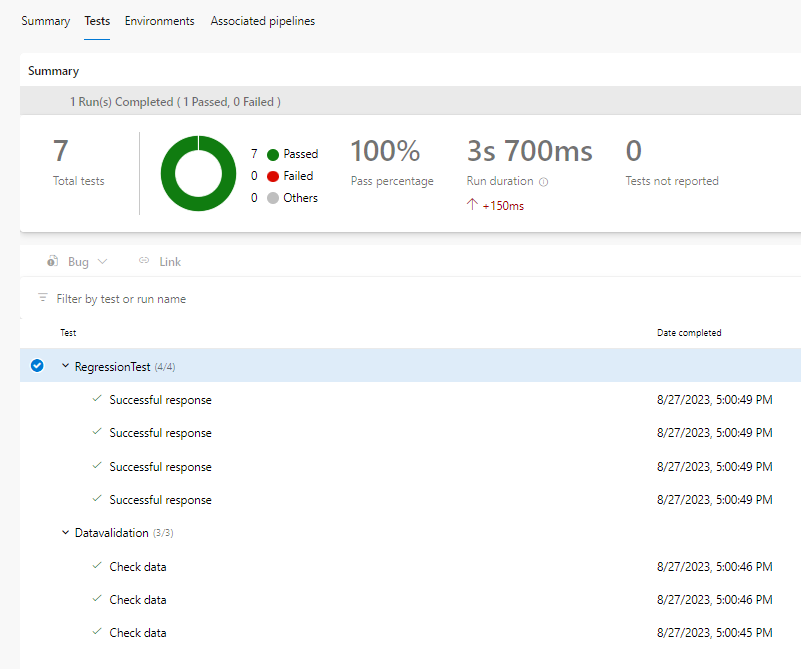 Summary Tests Environments Associated pipelines
Summary
1 Run(s) Completed ( 1 Passed, 0 Failed )
7
Total tests
7 Passed
0 Failed
0 Others
100%
Pass percentage
3s 700ms
Run duration
+150ms
0
Tests not reported
Bug Link
Filter by test or run name
Test Date completed
RegressionTest (4/4)
Successful response 8/27/2023, 5:00:49 PM
Successful response 8/27/2023, 5:00:49 PM
Successful response 8/27/2023, 5:00:49 PM
Successful response 8/27/2023, 5:00:49 PM
Datavalidation (3/3)
Check data 8/27/2023, 5:00:46 PM
Check data 8/27/2023, 5:00:46 PM
Check data 8/27/2023, 5:00:45 PM